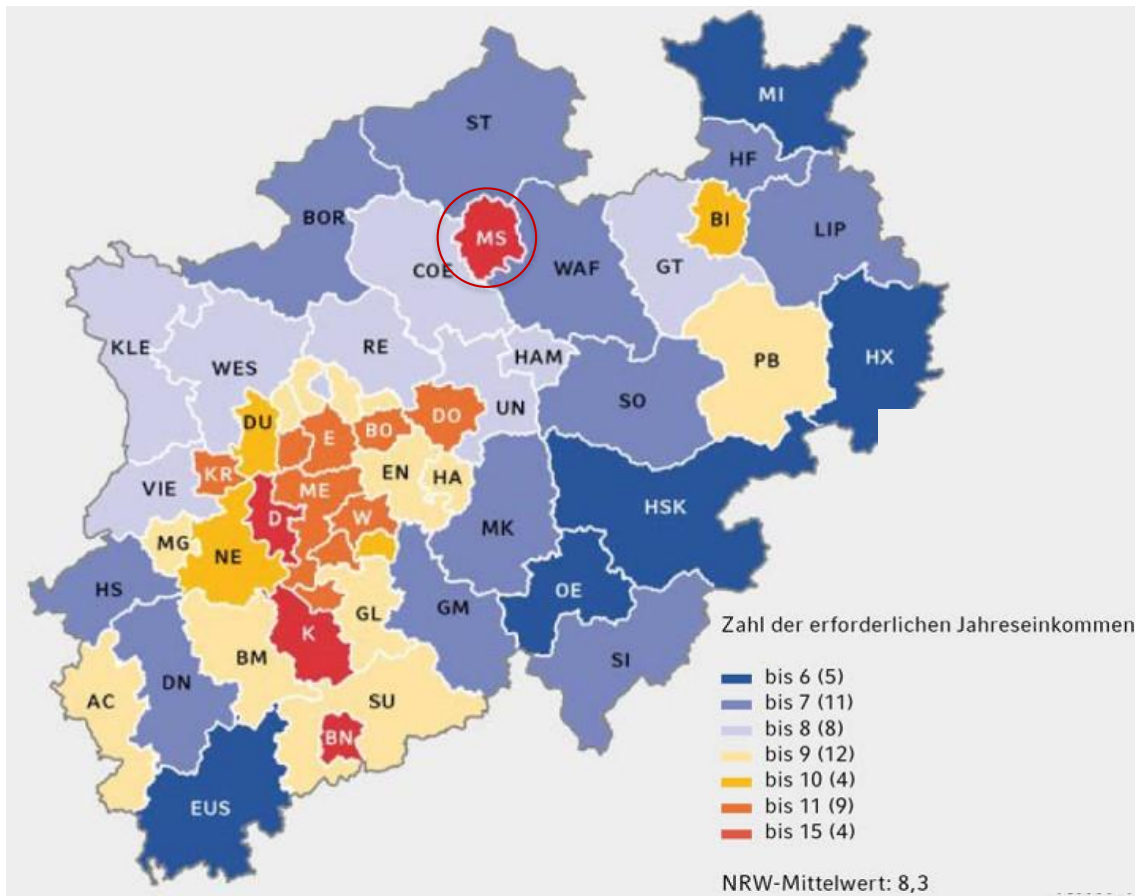 MI
ST
HF
BOR
BI
LIP
MS
COE
WAF
GT
KLE
RE
HAM
HX
WES
PB
SO
UN
DU
DO
E
BO
KR
EN
HA
VIE
ME
HSK
D
W
MK
MG
NE
HS
OE
GL
GM
K
BM
SI
DN
AC
SU
BN
EUS
Zahl der erforderlichen Jahreseinkommen
bis 6 (5)
bis 7 (11)
bis 8 (8)
bis 9 (12)
bis 10 (4)
bis 11 (9)
bis 15 (4)
NRW-Mittelwert: 8,3